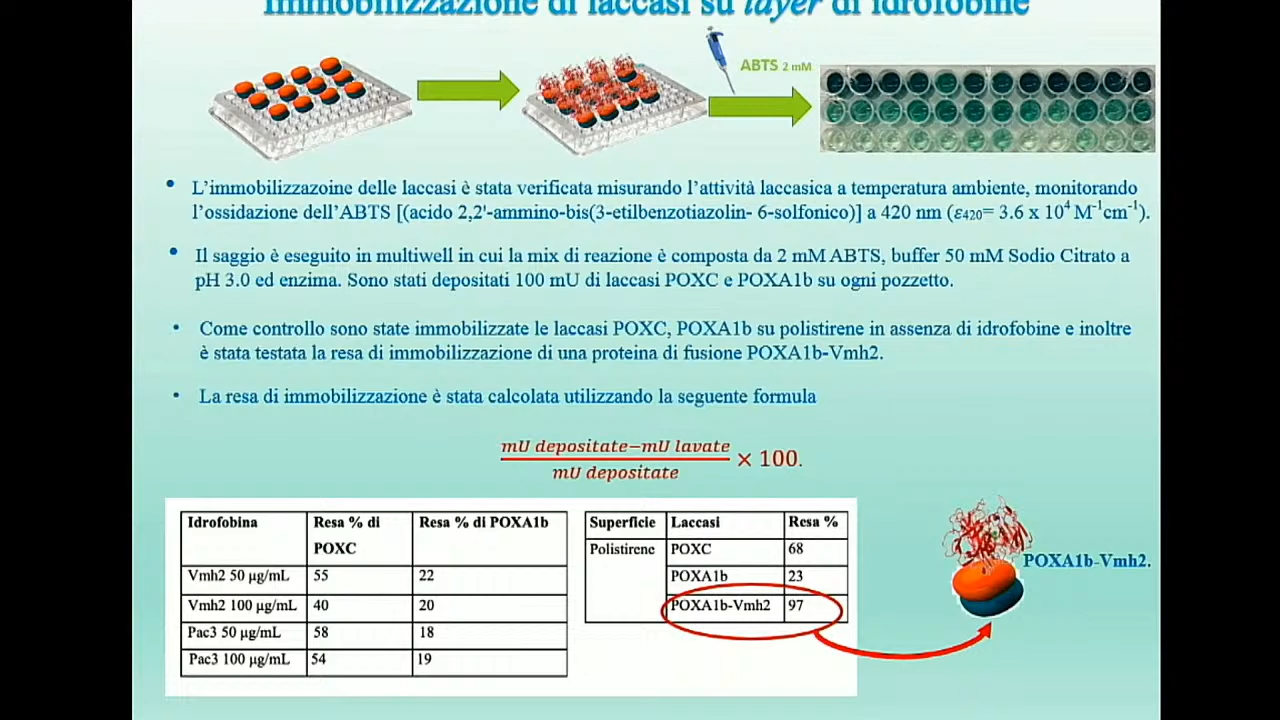 Immobilizzazione di laccasi su layer di idrofobine
ABTS 2 mM
• L'immobilizzazoine delle laccasi è stata verificata misurando l'attività laccasica a temperatura ambiente, monitorando
l'ossidazione dell'ABTS [(acido 2,2'-ammino-bis(3-etilbenzotiazolin- 6-solfonico)] a 420 nm (ε₄₂₀= 3.6 x 10⁴ M⁻¹cm⁻¹).
• Il saggio è eseguito in multiwell in cui la mix di reazione è composta da 2 mM ABTS, buffer 50 mM Sodio Citrato a
pH 3.0 ed enzima. Sono stati depositati 100 mU di laccasi POXC e POXA1b su ogni pozzetto.
• Come controllo sono state immobilizzate le laccasi POXC, POXA1b su polistirene in assenza di idrofobine e inoltre
è stata testata la resa di immobilizzazione di una proteina di fusione POXA1b-Vmh2.
• La resa di immobilizzazione è stata calcolata utilizzando la seguente formula
mU depositate−mU lavate
mU depositate
× 100.
Idrofobina Resa % di POXC Resa % di POXA1b
Vmh2 50 µg/mL 55 22
Vmh2 100 µg/mL 40 20
Pac3 50 µg/mL 58 18
Pac3 100 µg/mL 54 19
Superficie Laccasi Resa %
Polistirene POXC 68
POXA1b 23
POXA1b-Vmh2 97
POXA1b-Vmh2.